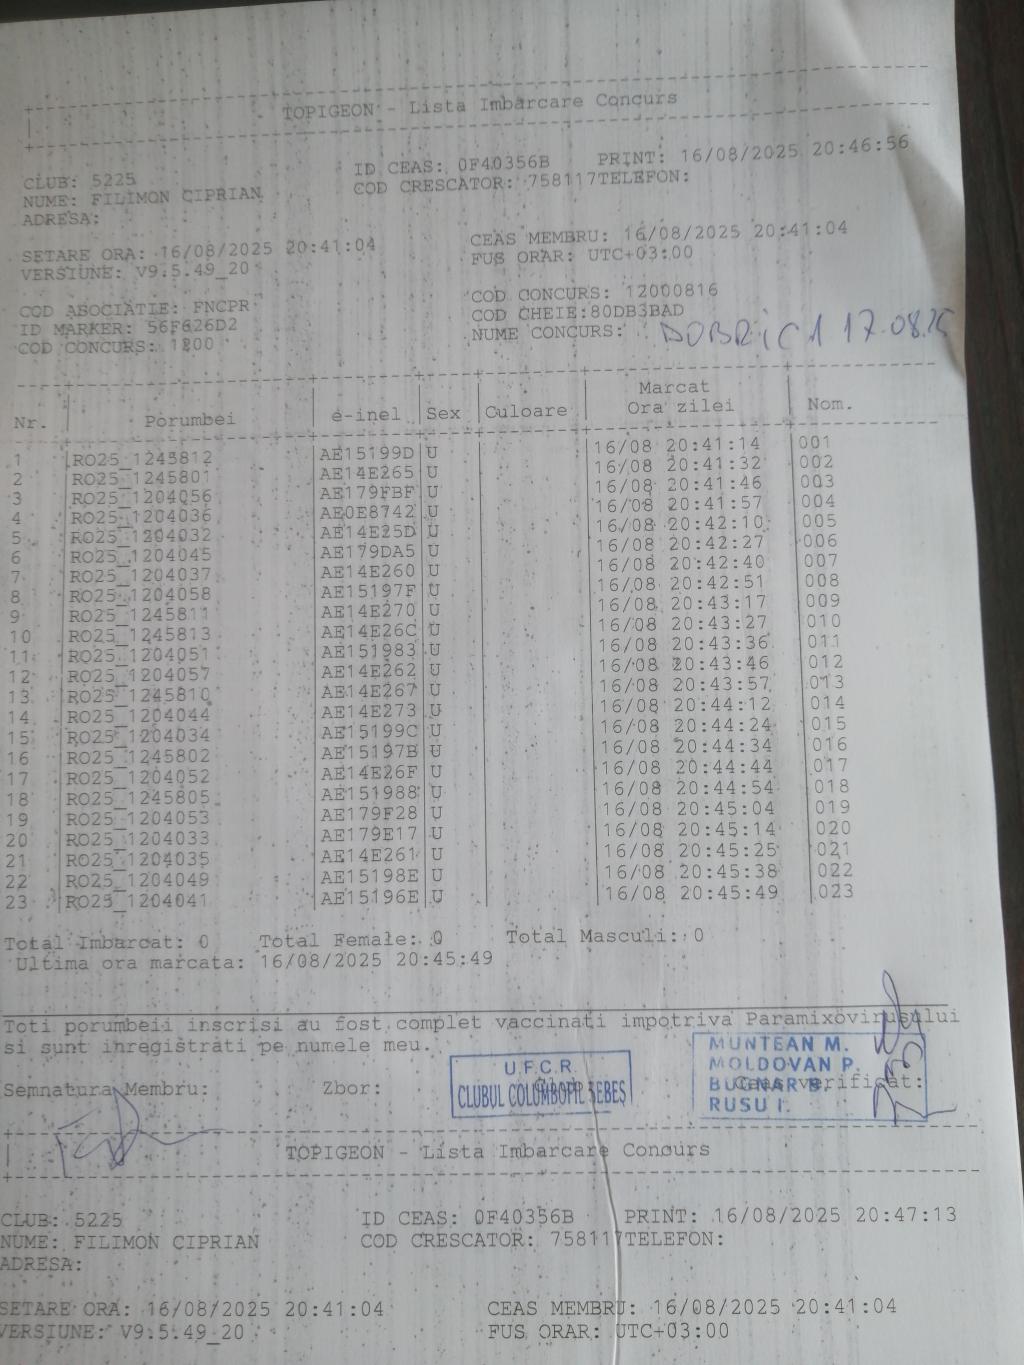 TOPIGEON - Lista Imbarcare Concurs
CLUB: 5225 ID CEAS: 0F40356B PRINT: 16/08/2025 20:46:56
NUME: FILIMON CIPRIAN COD CRESCATOR: 758117TELEFON:
ADRESA:
SETARE ORA: 16/08/2025 20:41:04 CEAS MEMBRU: 16/08/2025 20:41:04
VERSIUNE: V9.5.49_20 FUS ORAR: UTC+03:00
COD ASOCIATIE: FNCPR COD CONCURS: 12000816
ID MARKER: 56F626D2 COD CHEIE:80DB3BAD
COD CONCURS: 1200 NUME CONCURS: DOBRIC 1 17.08.25
Nr. Porumbei e-inel Sex Culoare Marcat Ora zilei Nom.
1 RO25_1245812 AE15199D U 16/08 20:41:14 001
2 RO25_1245801 AE14E265 U 16/08 20:41:32 002
3 RO25_1204056 AE179FBF U 16/08 20:41:46 003
4 RO25_1204036 AE0E8742 U 16/08 20:41:57 004
5 RO25_1204032 AE14E25D U 16/08 20:42:10 005
6 RO25_1204045 AE179DA5 U 16/08 20:42:27 006
7 RO25_1204037 AE14E260 U 16/08 20:42:40 007
8 RO25_1204058 AE15197F U 16/08 20:42:51 008
9 RO25_1245811 AE14E270 U 16/08 20:43:17 009
10 RO25_1245813 AE14E26C U 16/08 20:43:27 010
11 RO25_1204051 AE151983 U 16/08 20:43:36 011
12 RO25_1204057 AE14E262 U 16/08 20:43:46 012
13 RO25_1245810 AE14E267 U 16/08 20:43:57 013
14 RO25_1204044 AE14E273 U 16/08 20:44:12 014
15 RO25_1204034 AE15199C U 16/08 20:44:24 015
16 RO25_1245802 AE15197B U 16/08 20:44:34 016
17 RO25_1204052 AE14E26F U 16/08 20:44:44 017
18 RO25_1245805 AE151988 U 16/08 20:44:54 018
19 RO25_1204053 AE179F28 U 16/08 20:45:04 019
20 RO25_1204033 AE179E17 U 16/08 20:45:14 020
21 RO25_1204035 AE14E261 U 16/08 20:45:25 021
22 RO25_1204049 AE15198E U 16/08 20:45:38 022
23 RO25_1204041 AE15196E U 16/08 20:45:49 023
Total Imbarcat: 0 Total Female: 0 Total Masculi: 0
Ultima ora marcata: 16/08/2025 20:45:49
Toti porumbeii inscrisi au fost complet vaccinati impotriva Paramixovirusului
si sunt inregistrati pe numele meu.
Semnatura Membru: Zbor: Ceas verificat:
U.F.C.R.
CLUBUL COLUMBOFIL SEBEȘ
MUNTEAN M.
MOLDOVAN P.
RUSU I.
TOPIGEON - Lista Imbarcare Concurs
CLUB: 5225 ID CEAS: 0F40356B PRINT: 16/08/2025 20:47:13
NUME: FILIMON CIPRIAN COD CRESCATOR: 758117TELEFON:
ADRESA:
SETARE ORA: 16/08/2025 20:41:04 CEAS MEMBRU: 16/08/2025 20:41:04
VERSIUNE: V9.5.49_20 FUS ORAR: UTC+03:00